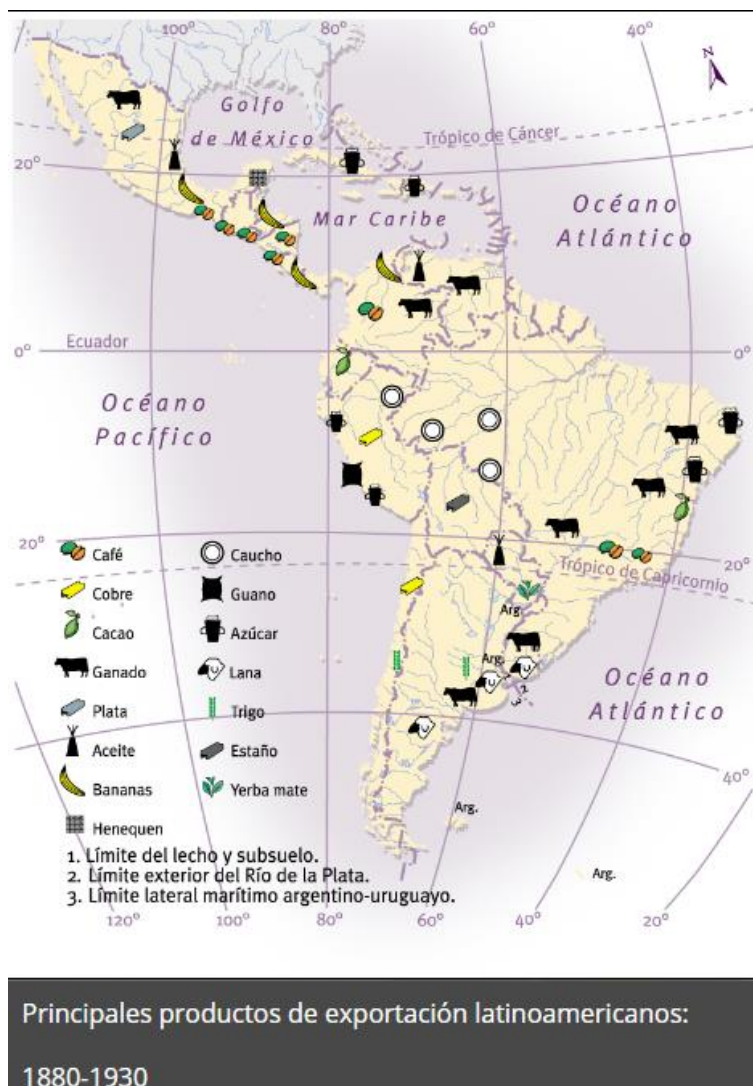 100°
80°
60°
40°
N
Golfo
de México
Trópico de Cáncer
20°
20°
Mar Caribe
Océano
Atlántico
Ecuador
0°
0°
Océano
Pacífico
20°
20°
Trópico de Capricornio
Café
Caucho
Cobre
Guano
Cacao
Azúcar
Ganado
Lana
Plata
Trigo
Aceite
Estaño
Bananas
Yerba mate
Henequen
Arg.
Arg.
1
2
3
Océano
Atlántico
40°
Arg.
Arg.
1. Límite del lecho y subsuelo.
2. Límite exterior del Río de la Plata.
3. Límite lateral marítimo argentino-uruguayo.
120°
100°
80°
60°
40°
20°
Principales productos de exportación latinoamericanos:
1880-1930